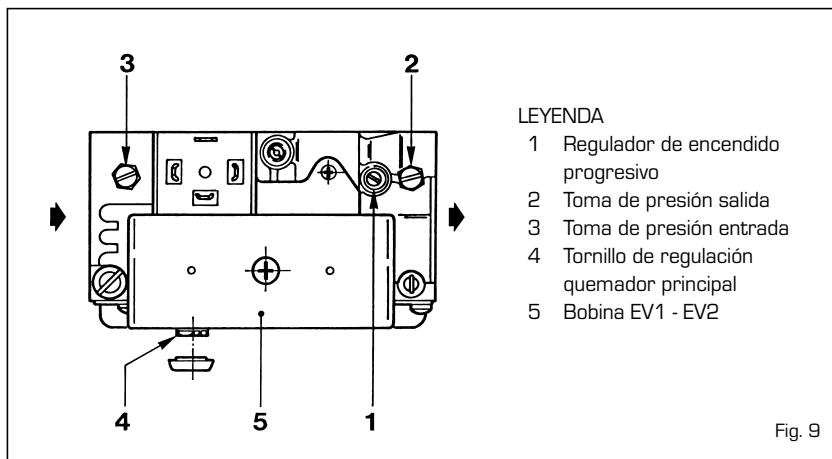 3
2
4
5
1
LEYENDA
1 Regulador de encendido
progresivo
2 Toma de presión salida
3 Toma de presión entrada
4 Tornillo de regulación
quemador principal
5 Bobina EV1 - EV2
Fig. 9